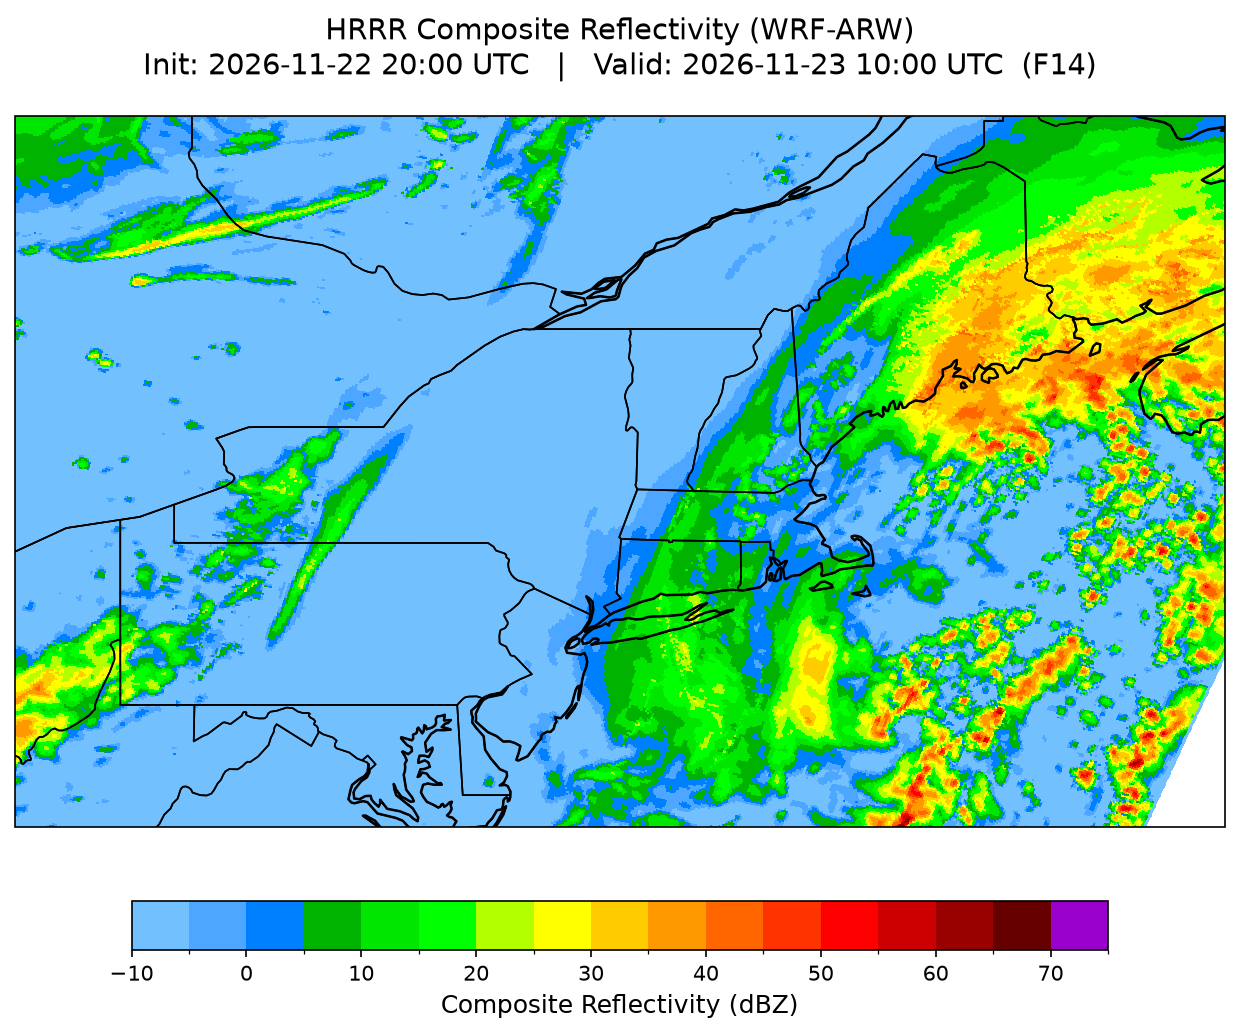 HRRR Composite Reflectivity (WRF-ARW)
Init: 2026-11-22 20:00 UTC | Valid: 2026-11-23 10:00 UTC (F14)
−10 0 10 20 30 40 50 60 70
Composite Reflectivity (dBZ)